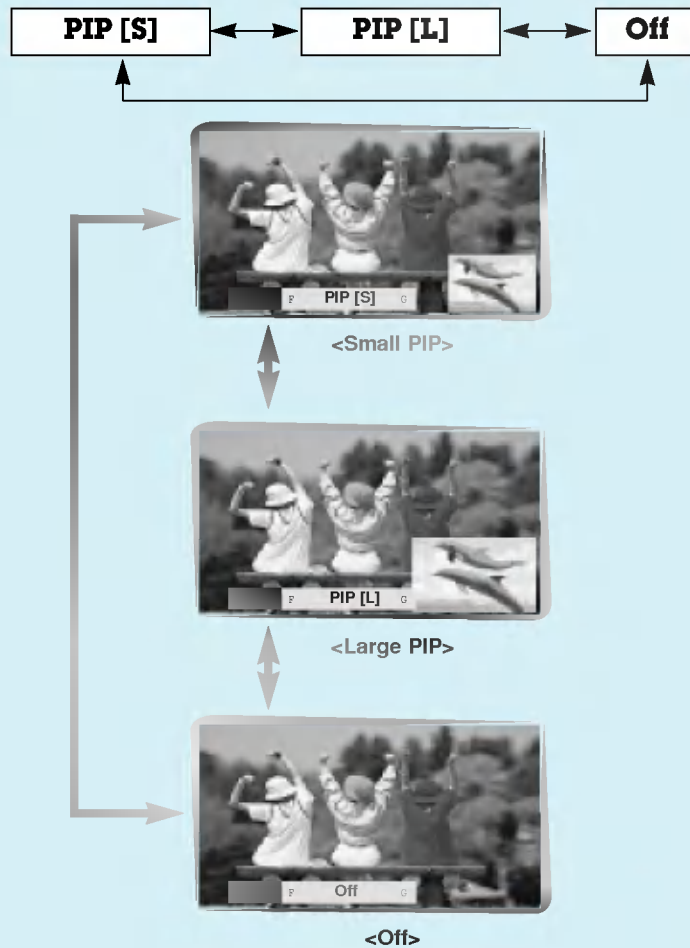 PIP [S] PIP [L] Off
F PIP [S] G
<Small PIP>
F PIP [L] G
<Large PIP>
F Off G
<Off>